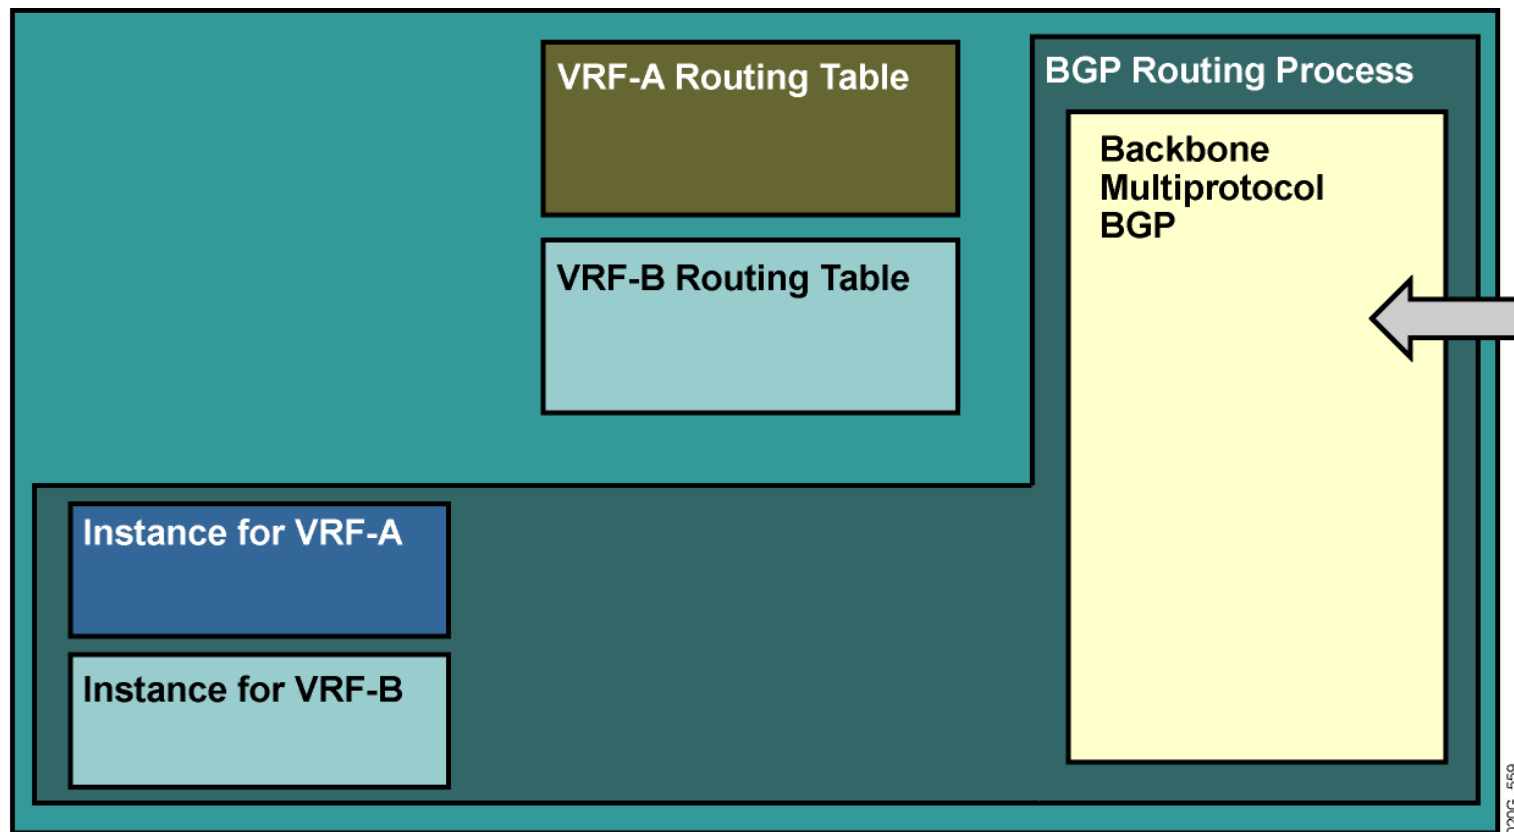 VRF-A Routing Table
BGP Routing Process
Backbone
Multiprotocol
BGP
VRF-B Routing Table
Instance for VRF-A
Instance for VRF-B